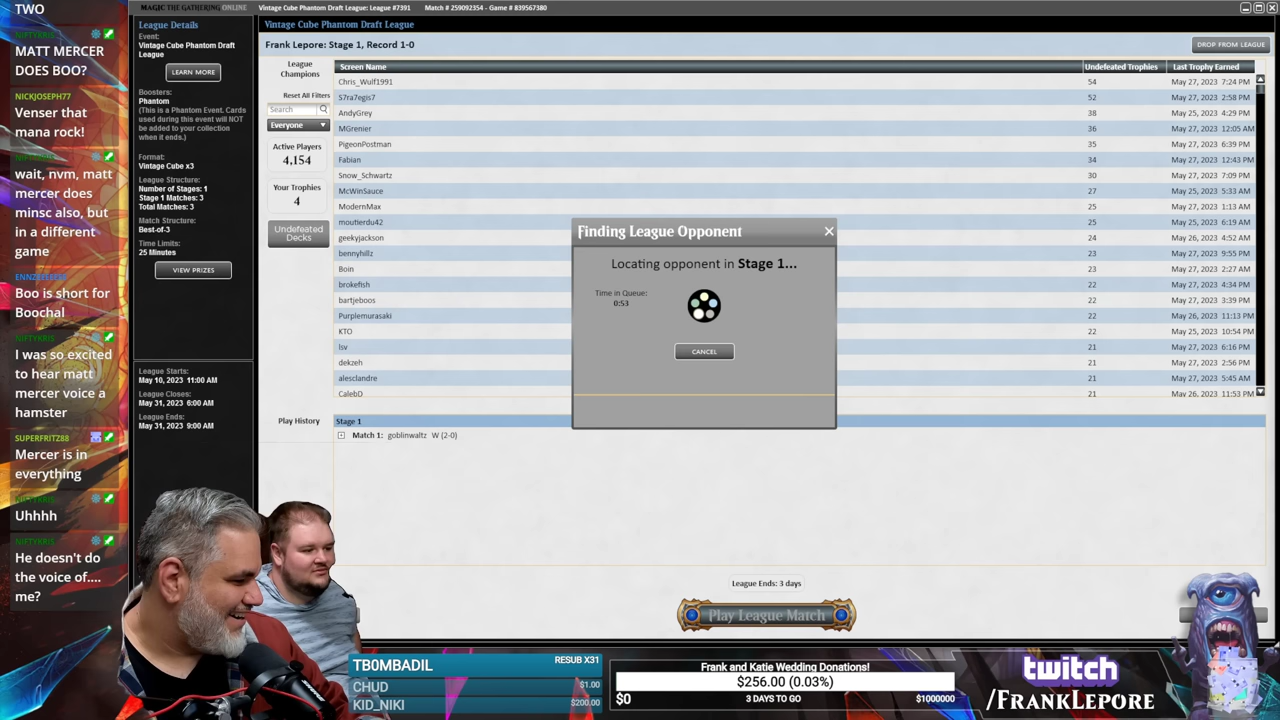 TWO
NIFTYKRIS
MATT MERCER
DOES BOO?
NICKJOSEPH77
Venser that
mana rock!
wait, nvm, matt
mercer does
minsc also, but
in a different
game
Boo is short for
Boochal
NIFTYKRIS
I was so excited
to hear matt
mercer voice a
hamster
SUPERFRITZ88
Mercer is in
everything
NIFTYKRIS
Uhhhh
NIFTYKRIS
He doesn't do
the voice of....
me?
MAGIC THE GATHERING ONLINE
Vintage Cube Phantom Draft League: League #7391
Match # 259092354 - Game # 839567380
League Details
Event:
Vintage Cube Phantom Draft
League
LEARN MORE
Boosters:
Phantom
(This is a Phantom Event. Cards
used during this event will NOT
be added to your collection
when it ends.)
Format:
Vintage Cube x3
League Structure:
Number of Stages: 1
Stage 1 Matches: 3
Total Matches: 3
Match Structure:
Best-of-3
Time Limits:
25 Minutes
VIEW PRIZES
League Starts:
May 10, 2023 11:00 AM
League Closes:
May 31, 2023 6:00 AM
League Ends:
May 31, 2023 9:00 AM
Vintage Cube Phantom Draft League
Frank Lepore: Stage 1, Record 1-0
DROP FROM LEAGUE
League
Champions
Reset All Filters
Search
Everyone
Active Players
4,154
Your Trophies
4
Undefeated
Decks
Screen Name Undefeated Trophies Last Trophy Earned
Chris_Wulf1991 54 May 27, 2023 7:24 PM
S7ra7egis7 52 May 27, 2023 2:58 PM
AndyGrey 38 May 25, 2023 4:29 PM
MGrenier 36 May 27, 2023 12:05 AM
PigeonPostman 35 May 27, 2023 6:39 PM
Fabian 34 May 27, 2023 12:43 PM
Snow_Schwartz 30 May 27, 2023 7:09 PM
McWinSauce 27 May 25, 2023 5:33 AM
ModernMax 25 May 27, 2023 1:13 AM
moutierdu42 25 May 26, 2023 6:19 AM
geekyjackson 24 May 26, 2023 4:52 AM
bennyhillz 23 May 27, 2023 9:55 PM
Boin 23 May 27, 2023 2:27 AM
brokefish 22 May 27, 2023 4:34 PM
bartjeboos 22 May 27, 2023 3:39 PM
Purplemurasaki 22 May 26, 2023 11:13 PM
KTO 22 May 25, 2023 10:54 PM
lsv 21 May 27, 2023 6:16 PM
dekzeh 21 May 27, 2023 2:56 PM
alesclandre 21 May 27, 2023 5:45 AM
CalebD 21 May 26, 2023 11:53 PM
Finding League Opponent
Locating opponent in Stage 1...
Time in Queue:
0:53
CANCEL
Play History
Stage 1
Match 1: goblinwaltz W (2-0)
League Ends: 3 days
Play League Match
TB0MBADIL RESUB X31
CHUD $1.00
KID_NIKI $200.00
Frank and Katie Wedding Donations!
$256.00 (0.03%)
$0 3 DAYS TO GO $1000000
twitch
/FRANKLEPORE